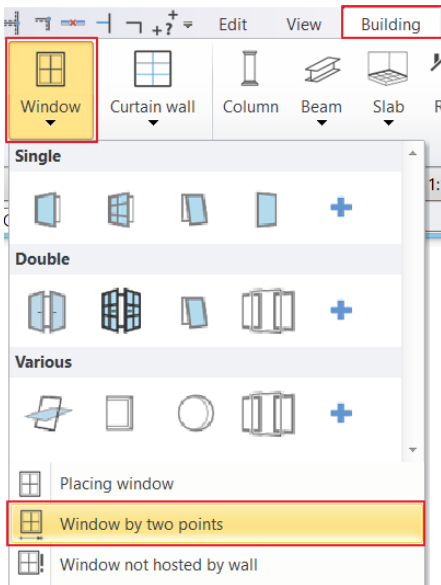 Edit View Building
Window Curtain wall Column Beam Slab R
Single
1:
Double
Various
Placing window
Window by two points
Window not hosted by wall